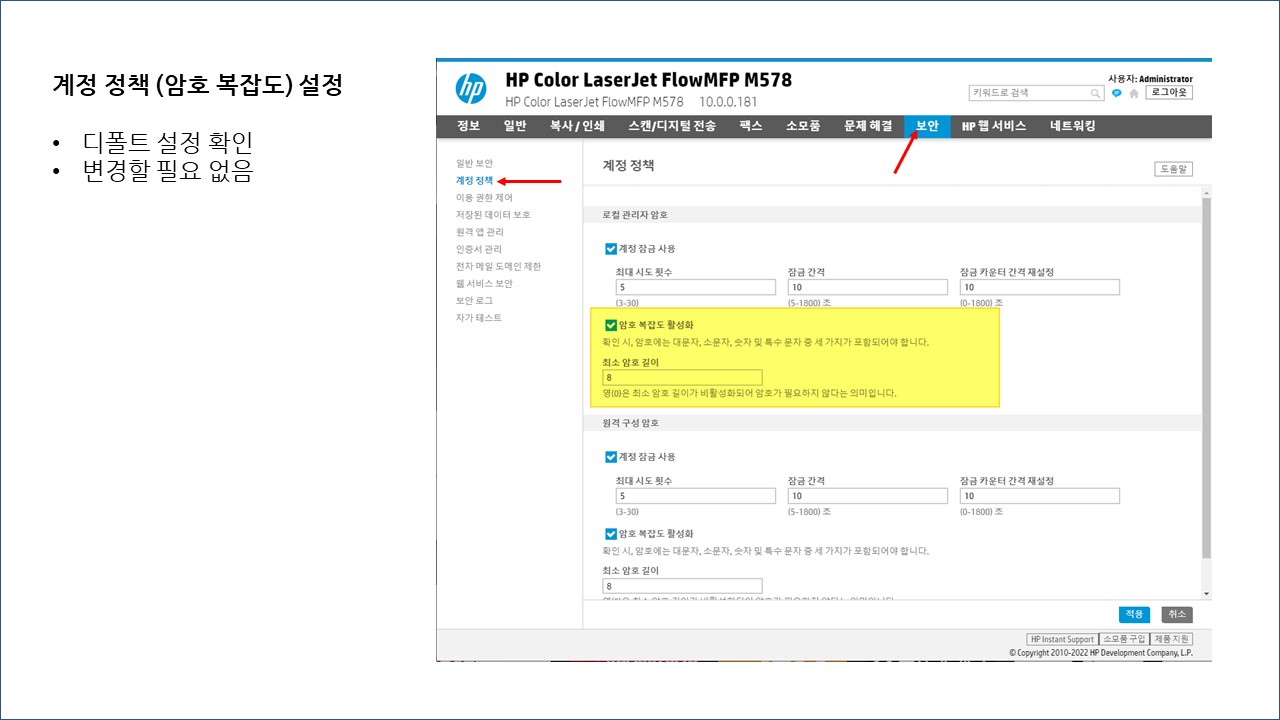 계정 정책 (암호 복잡도) 설정
• 디폴트 설정 확인
• 변경할 필요 없음
hp
HP Color LaserJet FlowMFP M578
HP Color LaserJet FlowMFP M578 10.0.0.181
사용자: Administrator
키워드로 검색
로그아웃
정보 일반 복사 / 인쇄 스캔/디지털 전송 팩스 소모품 문제 해결 보안 HP 웹 서비스 네트워킹
일반 보안
계정 정책
이용 권한 제어
저장된 데이터 보호
원격 앱 관리
인증서 관리
전자 메일 도메인 제한
웹 서비스 보안
보안 로그
자가 테스트
계정 정책
도움말
로컬 관리자 암호
계정 잠금 사용
최대 시도 횟수 잠금 간격 잠금 카운터 간격 재설정
5 10 10
(3-30) (5-1800) 초 (0-1800) 초
암호 복잡도 활성화
확인 시, 암호에는 대문자, 소문자, 숫자 및 특수 문자 중 세 가지가 포함되어야 합니다.
최소 암호 길이
8
영(0)은 최소 암호 길이가 비활성화되어 암호가 필요하지 않다는 의미입니다.
원격 구성 암호
계정 잠금 사용
최대 시도 횟수 잠금 간격 잠금 카운터 간격 재설정
5 10 10
(3-30) (5-1800) 초 (0-1800) 초
암호 복잡도 활성화
확인 시, 암호에는 대문자, 소문자, 숫자 및 특수 문자 중 세 가지가 포함되어야 합니다.
최소 암호 길이
8
적용 취소
HP Instant Support 소모품 구입 제품 지원
© Copyright 2010-2022 HP Development Company, L.P.